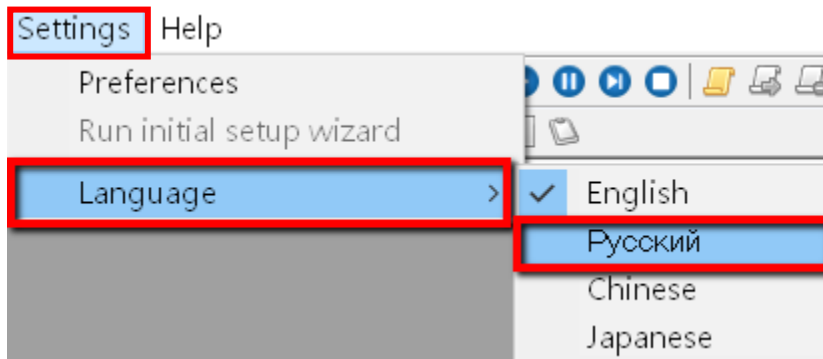 Settings Help
Preferences
Run initial setup wizard
Language
English
Русский
Chinese
Japanese